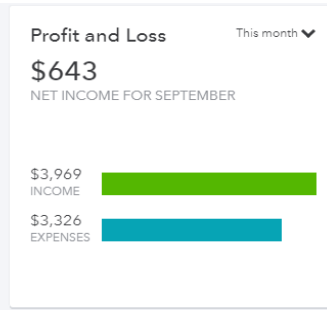 Profit and Loss
This month
$643
NET INCOME FOR SEPTEMBER
$3,969
INCOME
$3,326
EXPENSES